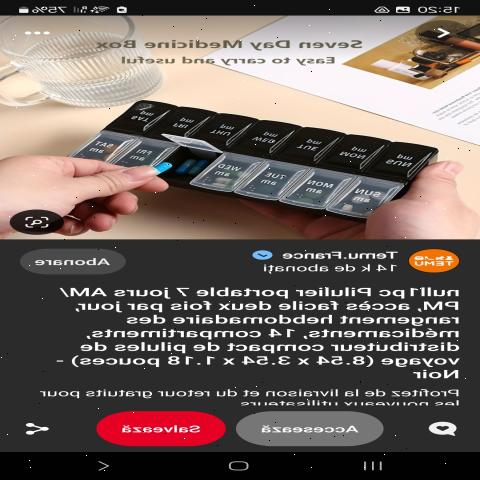 15:20
75%
Seven Day Medicine Box
Easy to carry and useful
SAT pm
FRI pm
THU pm
WED pm
TUE pm
MON pm
SUN pm
SAT am
FRI am
WED am
TUE am
MON am
SUN am
TEMU
Temu.France
14 k de abonați
Abonare
null1pc Pilulier portable 7 jours AM/
PM, accès facile deux fois par jour,
rangement hebdomadaire des
médicaments, 14 compartiments,
distributeur compact de pilules de
voyage (8.54 x 3.54 x 1.18 pouces) -
Noir
Profitez de la livraison et du retour gratuits pour
les nouveaux utilisateurs
Accesează
Salvează